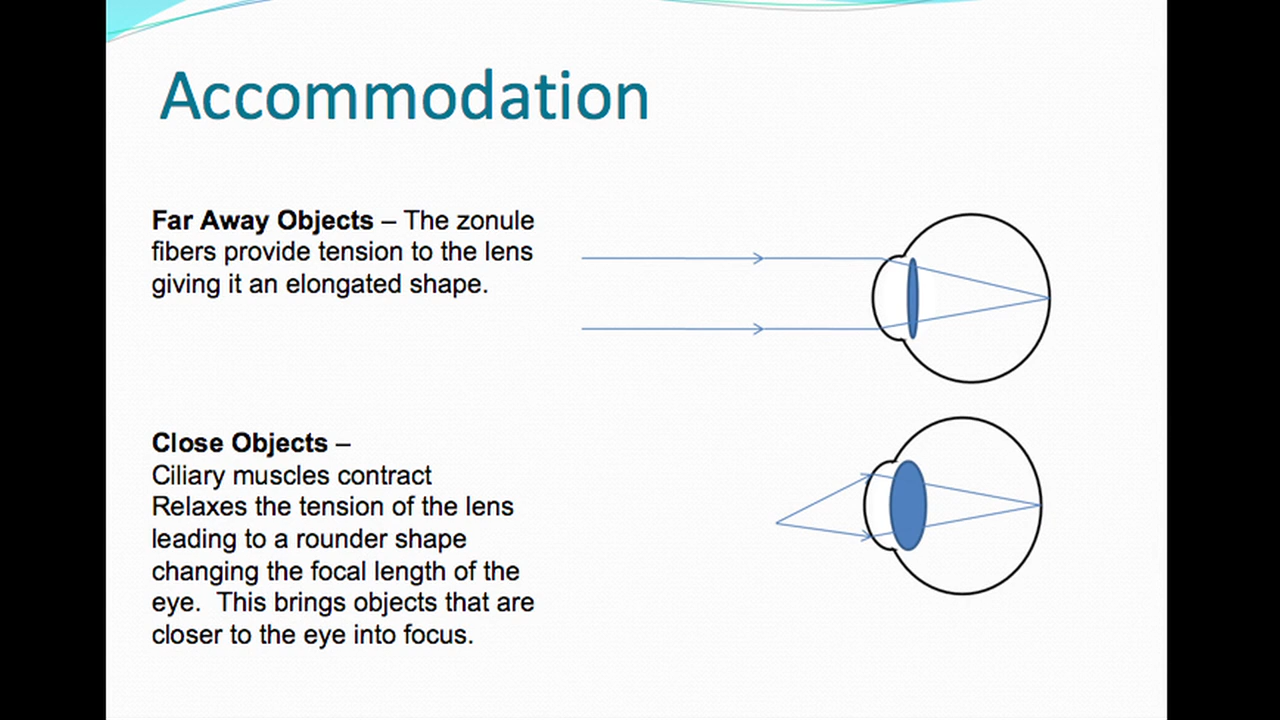 Accommodation
Far Away Objects – The zonule
fibers provide tension to the lens
giving it an elongated shape.
Close Objects –
Ciliary muscles contract
Relaxes the tension of the lens
leading to a rounder shape
changing the focal length of the
eye.  This brings objects that are
closer to the eye into focus.